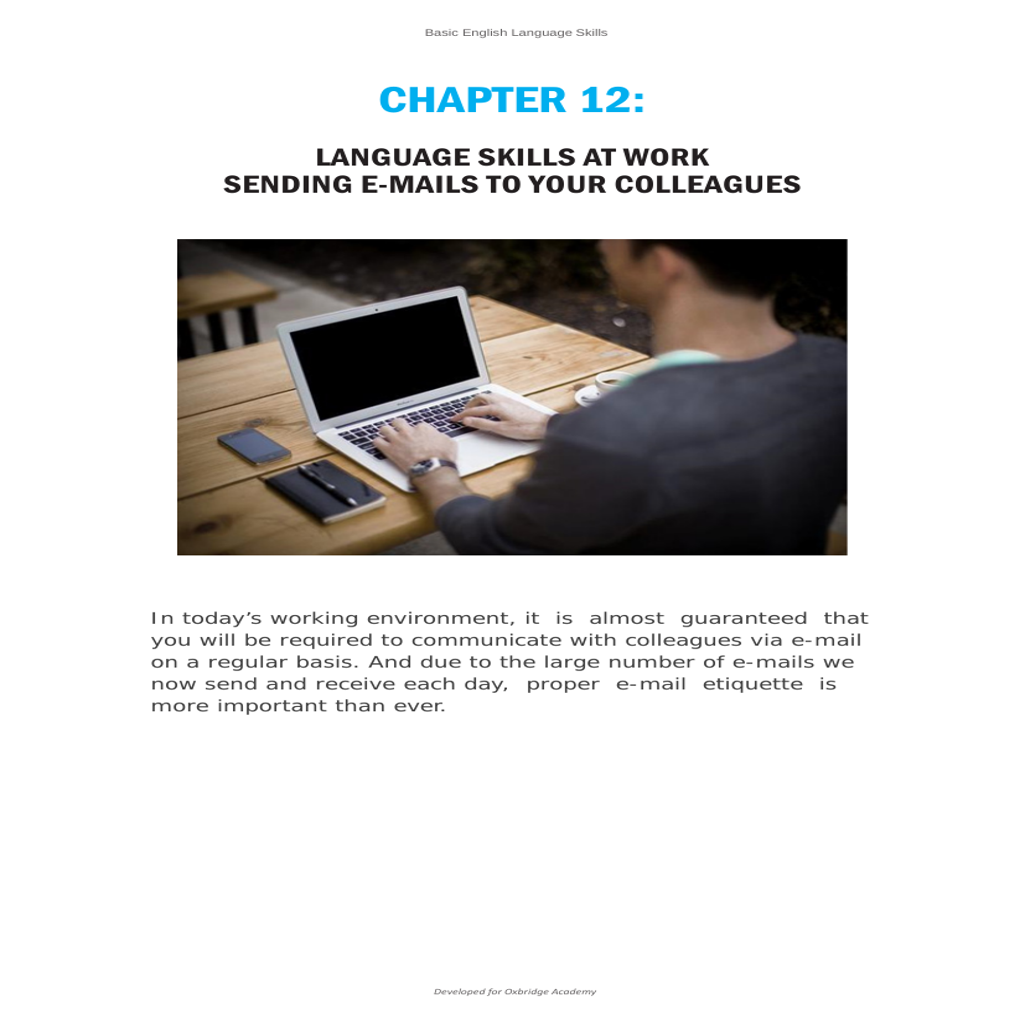 Basic English Language Skills
CHAPTER 12:
LANGUAGE SKILLS AT WORK
SENDING E-MAILS TO YOUR COLLEAGUES
In today’s working environment, it is almost guaranteed that
you will be required to communicate with colleagues via e-mail
on a regular basis. And due to the large number of e-mails we
now send and receive each day, proper e-mail etiquette is
more important than ever.
Developed for Oxbridge Academy